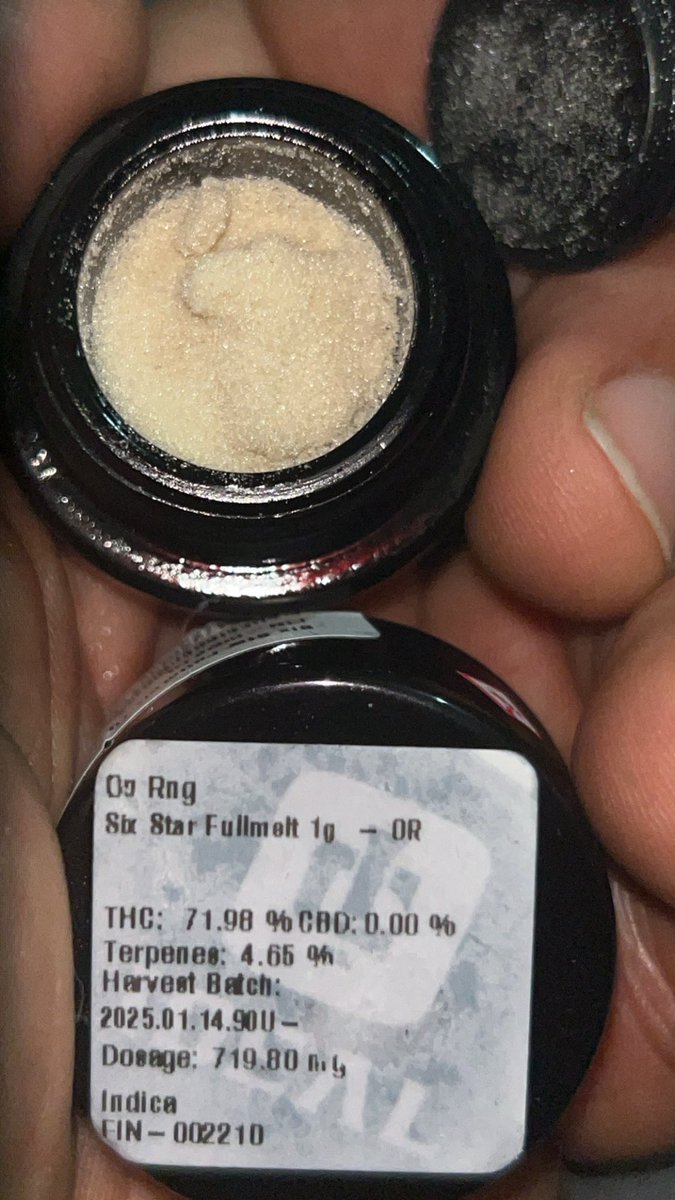 Og Rng
Six Star Fullmelt 1g – OR
THC: 71.98 % CBD: 0.00 %
Terpenes: 4.65 %
Harvest Batch:
2025.01.14.90U –
Dosage: 719.80 mg
Indica
FIN – 002210